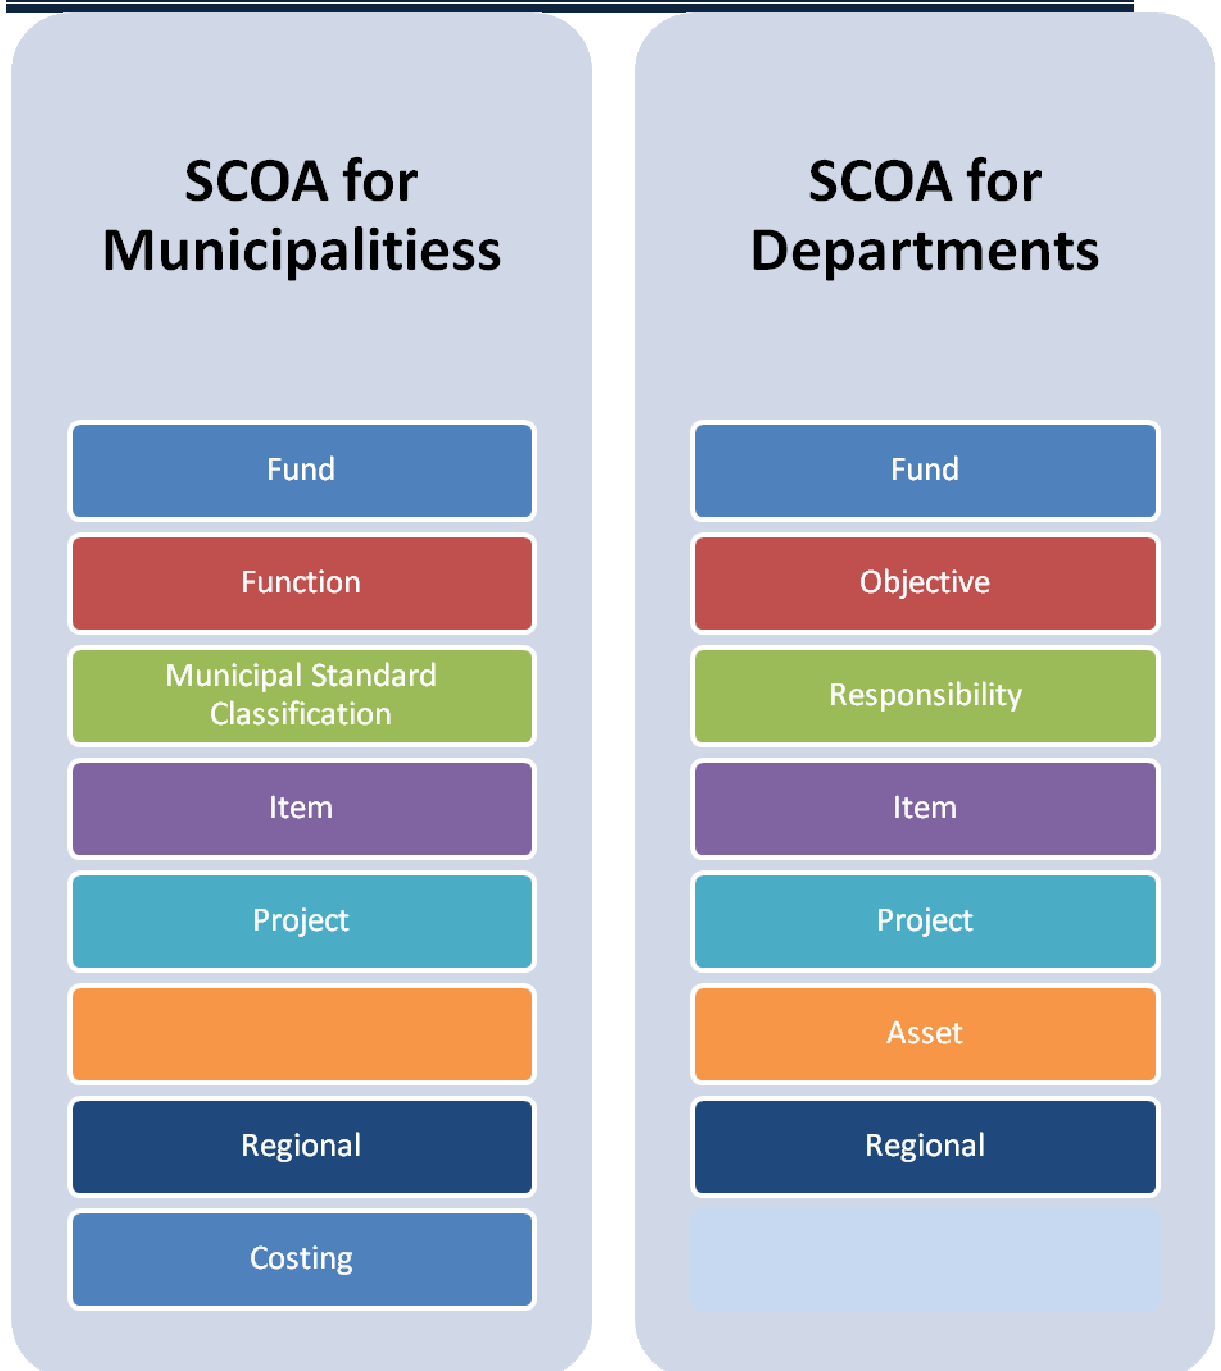 SCOA for
Municipalitiess
Fund
Function
Municipal Standard
Classification
Item
Project
Regional
Costing
SCOA for
Departments
Fund
Objective
Responsibility
Item
Project
Asset
Regional